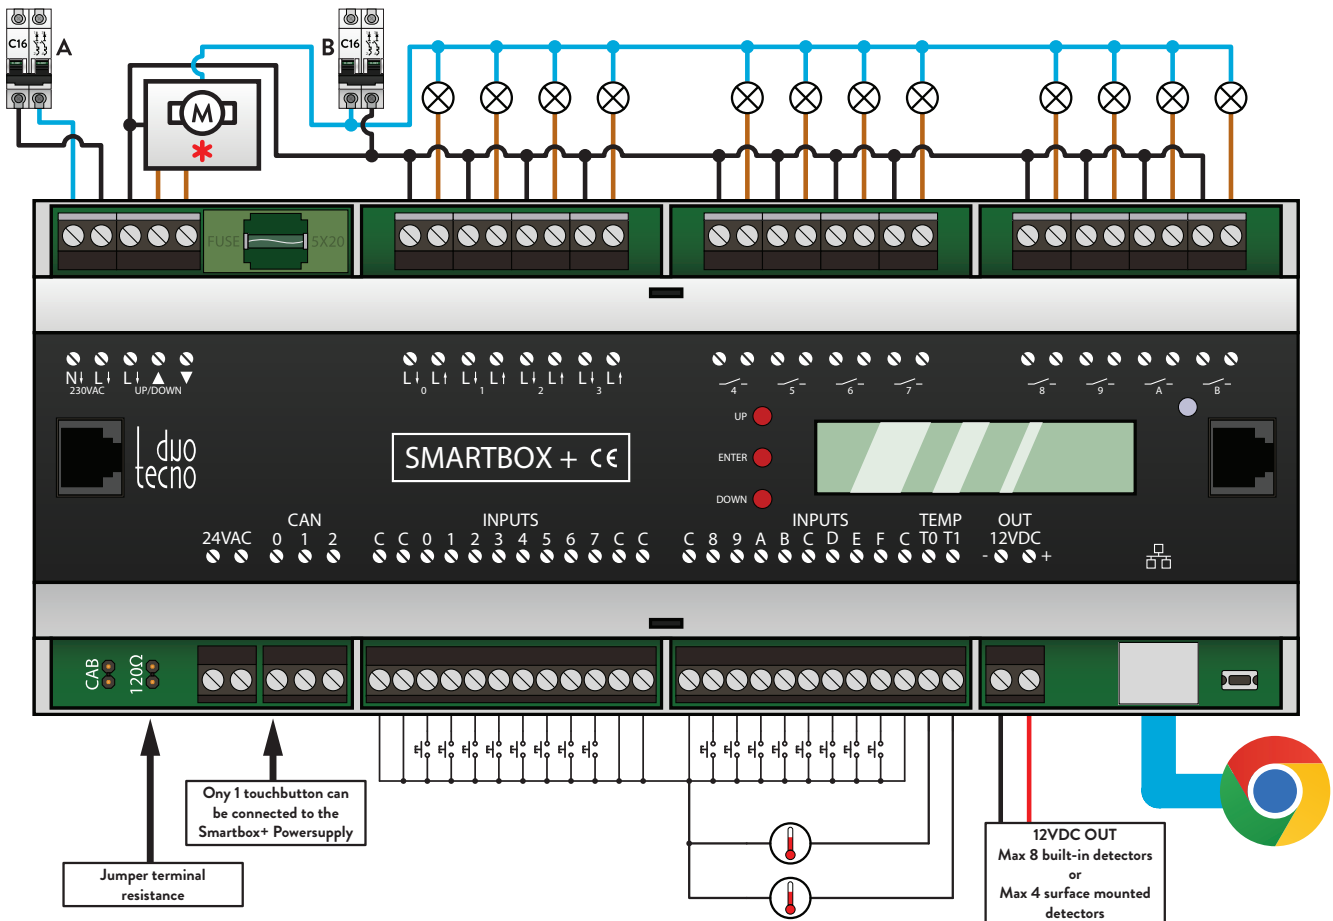 C16 A
B C16
M
*
FUSE 5X20
N L L ▲ ▼
230VAC UP/DOWN
L L L L L L L L
0 1 2 3
4 5 6 7
8 9 A B
UP
ENTER
DOWN
duo
tecno
SMARTBOX + CE
24VAC
CAN
0 1 2
INPUTS
C C 0 1 2 3 4 5 6 7 C C
INPUTS
C 8 9 A B C D E F C
TEMP
T0 T1
OUT
12VDC
- +
CAB
120Ω
Ony 1 touchbutton can
be connected to the
Smartbox+ Powersupply
Jumper terminal
resistance
12VDC OUT
Max 8 built-in detectors
or
Max 4 surface mounted
detectors